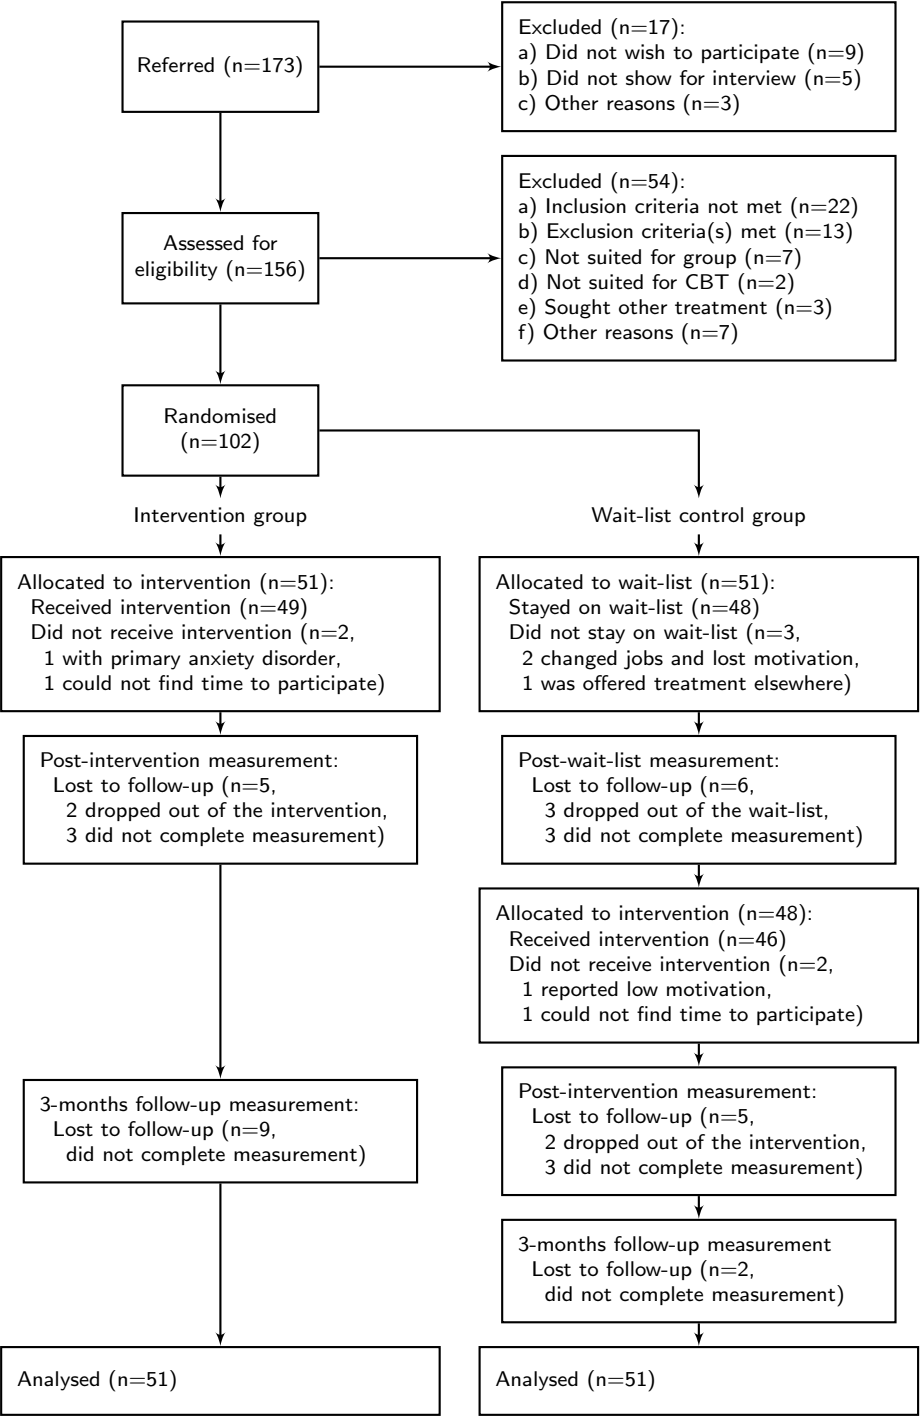 Referred (n=173)
Excluded (n=17):
a) Did not wish to participate (n=9)
b) Did not show for interview (n=5)
c) Other reasons (n=3)
Assessed for
eligibility (n=156)
Excluded (n=54):
a) Inclusion criteria not met (n=22)
b) Exclusion criteria(s) met (n=13)
c) Not suited for group (n=7)
d) Not suited for CBT (n=2)
e) Sought other treatment (n=3)
f) Other reasons (n=7)
Randomised
(n=102)
Intervention group
Allocated to intervention (n=51):
Received intervention (n=49)
Did not receive intervention (n=2,
1 with primary anxiety disorder,
1 could not find time to participate)
Post-intervention measurement:
Lost to follow-up (n=5,
2 dropped out of the intervention,
3 did not complete measurement)
3-months follow-up measurement:
Lost to follow-up (n=9,
did not complete measurement)
Analysed (n=51)
Wait-list control group
Allocated to wait-list (n=51):
Stayed on wait-list (n=48)
Did not stay on wait-list (n=3,
2 changed jobs and lost motivation,
1 was offered treatment elsewhere)
Post-wait-list measurement:
Lost to follow-up (n=6,
3 dropped out of the wait-list,
3 did not complete measurement)
Allocated to intervention (n=48):
Received intervention (n=46)
Did not receive intervention (n=2,
1 reported low motivation,
1 could not find time to participate)
Post-intervention measurement:
Lost to follow-up (n=5,
2 dropped out of the intervention,
3 did not complete measurement)
3-months follow-up measurement
Lost to follow-up (n=2,
did not complete measurement)
Analysed (n=51)